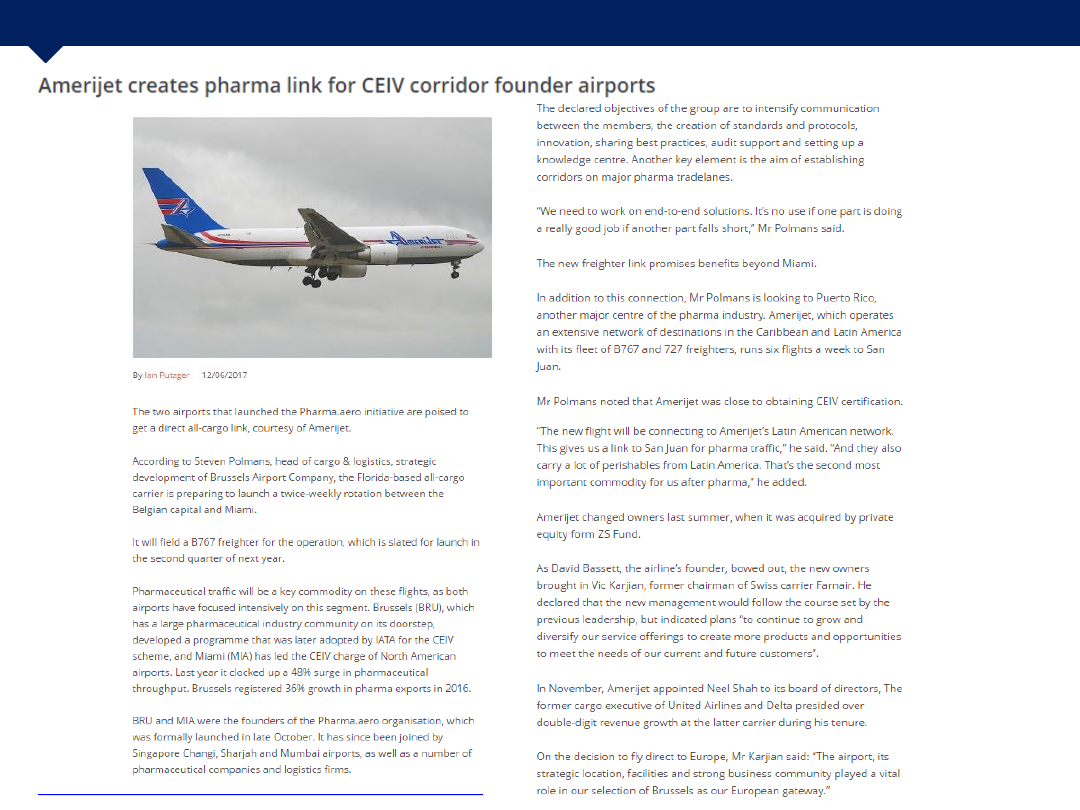 Amerijet creates pharma link for CEIV corridor founder airports
AMERIJET
By Ian Putzger 12/06/2017
The two airports that launched the Pharma.aero initiative are poised to
get a direct all-cargo link, courtesy of Amerijet.
According to Steven Polmans, head of cargo & logistics, strategic
development of Brussels Airport Company, the Florida-based all-cargo
carrier is preparing to launch a twice-weekly rotation between the
Belgian capital and Miami.
It will field a B767 freighter for the operation, which is slated for launch in
the second quarter of next year.
Pharmaceutical traffic will be a key commodity on these flights, as both
airports have focused intensively on this segment. Brussels (BRU), which
has a large pharmaceutical industry community on its doorstep,
developed a programme that was later adopted by IATA for the CEIV
scheme, and Miami (MIA) has led the CEIV charge of North American
airports. Last year it clocked up a 48% surge in pharmaceutical
throughput. Brussels registered 36% growth in pharma exports in 2016.
BRU and MIA were the founders of the Pharma.aero organisation, which
was formally launched in late October. It has since been joined by
Singapore Changi, Sharjah and Mumbai airports, as well as a number of
pharmaceutical companies and logistics firms.
The declared objectives of the group are to intensify communication
between the members, the creation of standards and protocols,
innovation, sharing best practices, audit support and setting up a
knowledge centre. Another key element is the aim of establishing
corridors on major pharma tradelanes.
“We need to work on end-to-end solutions. It’s no use if one part is doing
a really good job if another part falls short,” Mr Polmans said.
The new freighter link promises benefits beyond Miami.
In addition to this connection, Mr Polmans is looking to Puerto Rico,
another major centre of the pharma industry. Amerijet, which operates
an extensive network of destinations in the Caribbean and Latin America
with its fleet of B767 and 727 freighters, runs six flights a week to San
Juan.
Mr Polmans noted that Amerijet was close to obtaining CEIV certification.
“The new flight will be connecting to Amerijet’s Latin American network.
This gives us a link to San Juan for pharma traffic,” he said. “And they also
carry a lot of perishables from Latin America. That’s the second most
important commodity for us after pharma,” he added.
Amerijet changed owners last summer, when it was acquired by private
equity form ZS Fund.
As David Bassett, the airline’s founder, bowed out, the new owners
brought in Vic Karjian, former chairman of Swiss carrier Farnair. He
declared that the new management would follow the course set by the
previous leadership, but indicated plans “to continue to grow and
diversify our service offerings to create more products and opportunities
to meet the needs of our current and future customers”.
In November, Amerijet appointed Neel Shah to its board of directors, The
former cargo executive of United Airlines and Delta presided over
double-digit revenue growth at the latter carrier during his tenure.
On the decision to fly direct to Europe, Mr Karjian said: “The airport, its
strategic location, facilities and strong business community played a vital
role in our selection of Brussels as our European gateway.”